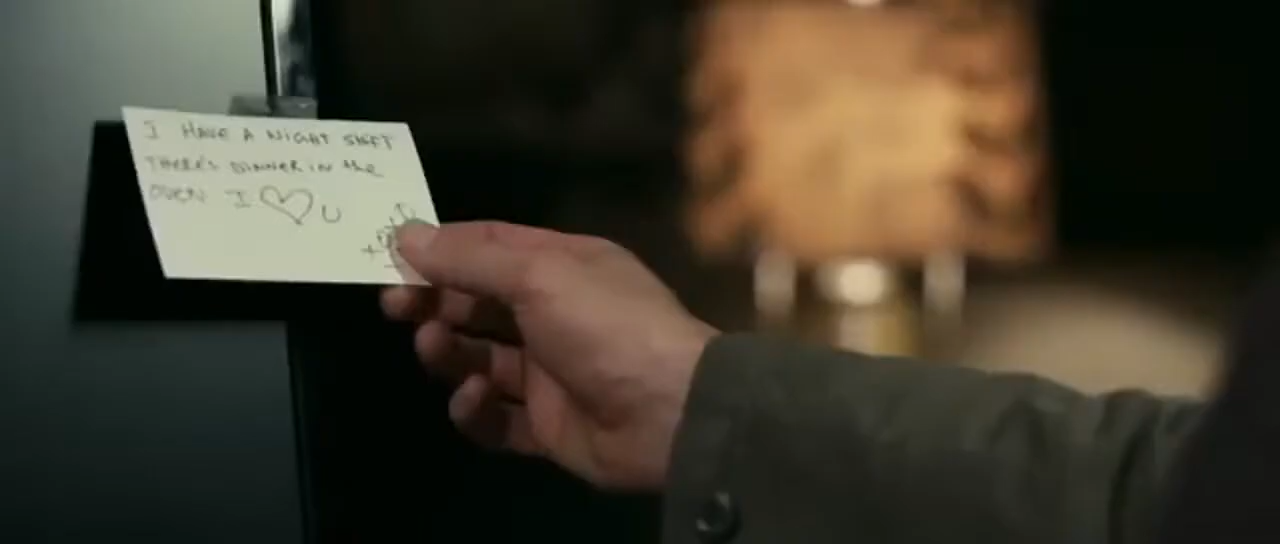 I HAVE A NIGHT SHIFT
THERE'S DINNER IN the
OVEN I ♡ U